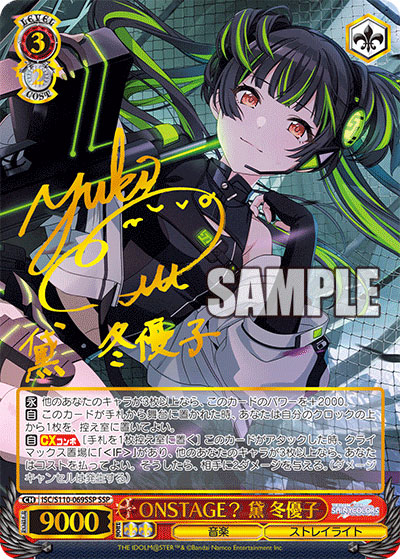 LEVEL
3
2
COST
Yuko
黛 冬優子
SAMPLE
永 他のあなたのキャラが3枚以上なら、このカードのパワーを+2000。
自 このカードが手札から舞台に置かれた時、あなたは自分のクロックの上
から1枚を、控え室に置いてよい。
自 CXコンボ ［手札を1枚控え室に置く］ このカードがアタックした時、クライ
マックス置場に「<IF>」があり、他のあなたのキャラが3枚以上なら、あな
たはコストを払ってよい。そうしたら、相手に2ダメージを与える。（ダメージ
キャンセルは発生する）
CH ISC/S110-069SSP SSP
ONSTAGE? 黛 冬優子
THE IDOLM@STER
SHINY COLORS
POWER
9000
SOUL
音楽
ストレイライト
THE IDOLM@STER™& ©Bandai Namco Entertainment Inc.